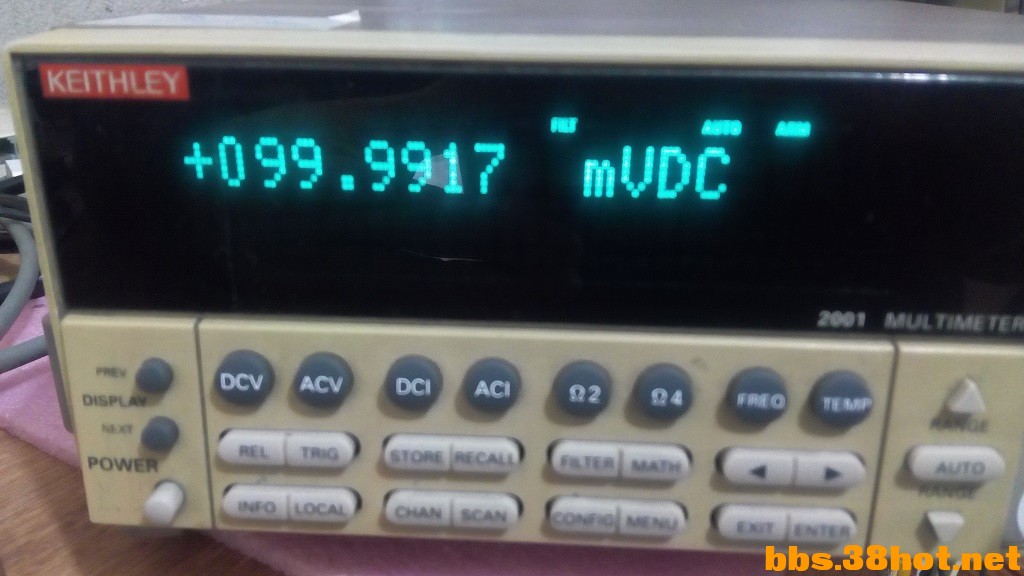 KEITHLEY
FILT AUTO ARM
+099.9917 mVDC
2001 MULTIMETER
PREV
DISPLAY
NEXT
POWER
DCV ACV DCI ACI Ω2 Ω4 FREQ TEMP
REL TRIG STORE RECALL FILTER MATH ◀ ▶
INFO LOCAL CHAN SCAN CONFIG MENU EXIT ENTER
RANGE
AUTO
RANGE
bbs.38hot.net